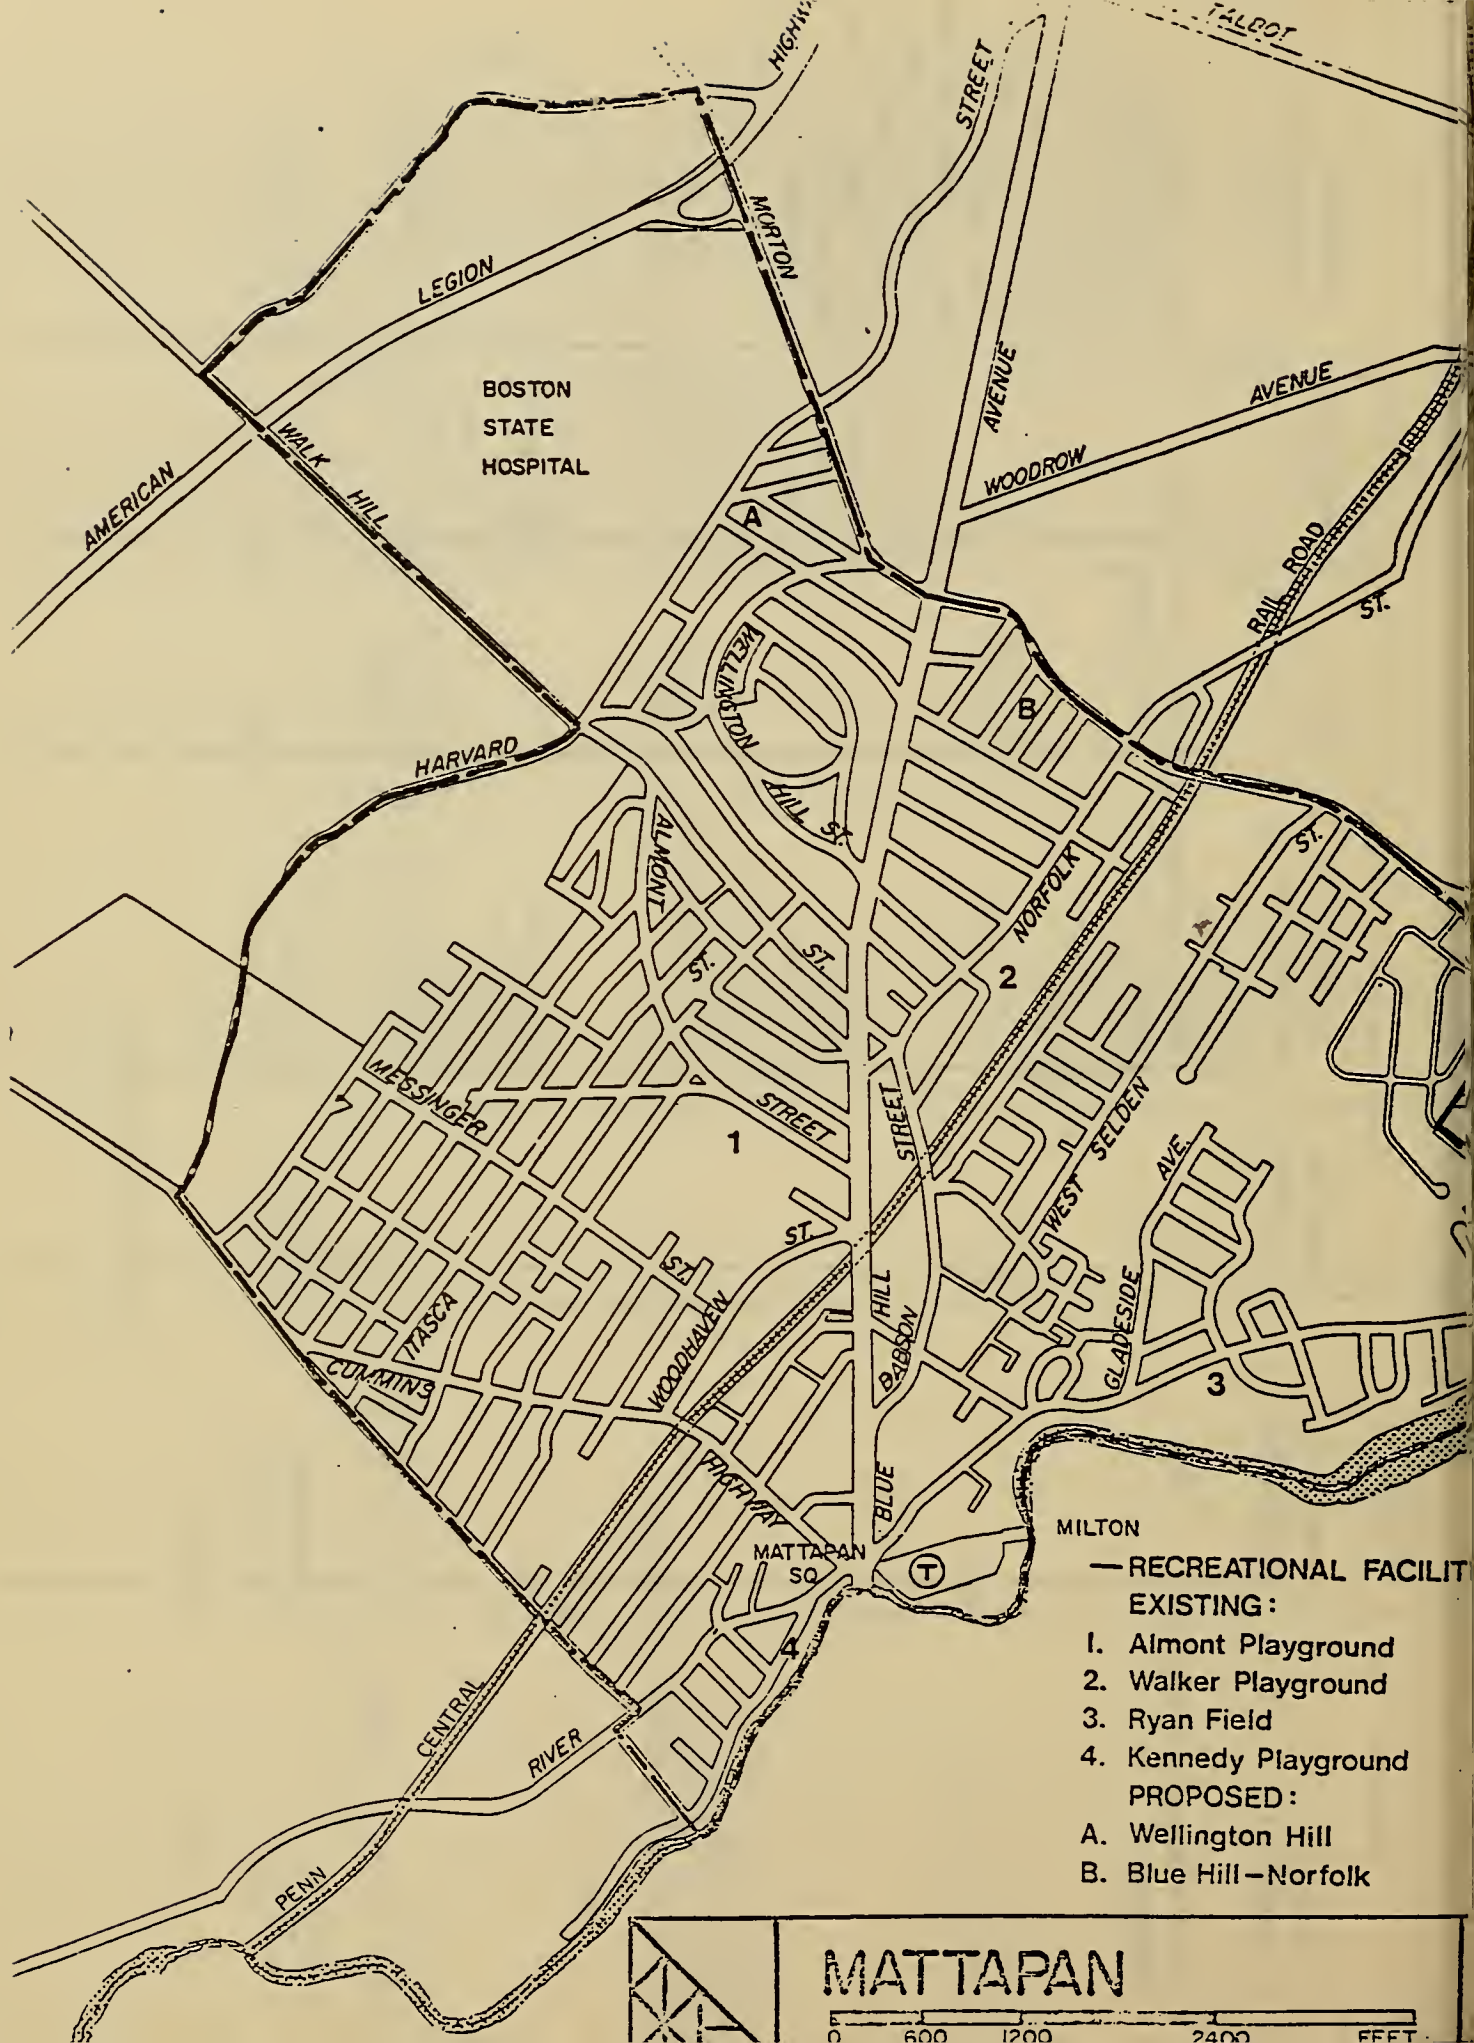 TALBOT
STREET
MORTON
LEGION
AVENUE
AVENUE
WOODROW
BOSTON
STATE
HOSPITAL
WALK
HILL
AMERICAN
A
RAIL ROAD
ST.
WELLINGTON
B
HARVARD
HILL ST.
ALMONT
NORFOLK
ST.
ST.
ST.
2
MESSINGER
STREET
1
STREET
WEST SELDEN
AVE.
ST.
ST.
ITASCA
CUMMINS
WOODHAVEN
HILL
BABSON
GLADESIDE
3
HIGHWAY
BLUE
MATTAPAN
SQ
T
4
CENTRAL
RIVER
PENN
MILTON
— RECREATIONAL FACILIT
EXISTING:
1. Almont Playground
2. Walker Playground
3. Ryan Field
4. Kennedy Playground
PROPOSED:
A. Wellington Hill
B. Blue Hill–Norfolk
MATTAPAN
0 600 1200 2400 FEET